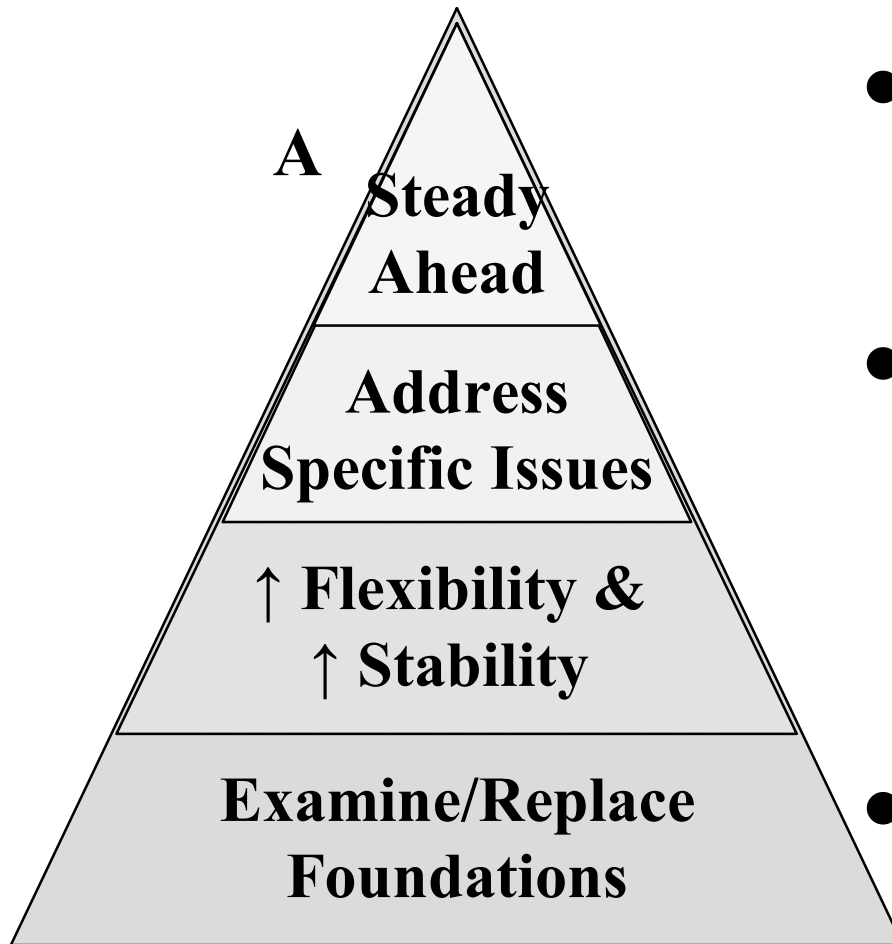 A
Steady
Ahead
Address
Specific Issues
↑ Flexibility &
↑ Stability
Examine/Replace
Foundations